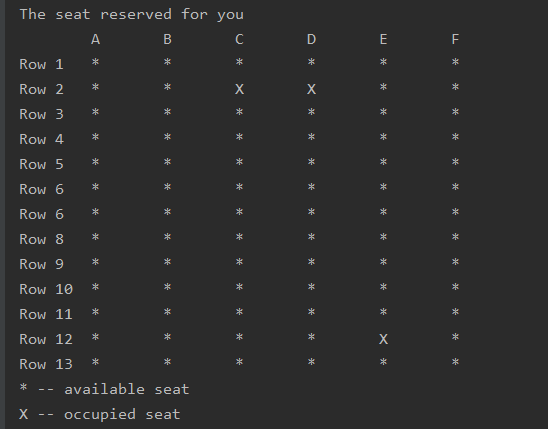 The seat reserved for you
A B C D E F
Row 1 * * * * * *
Row 2 * * X X * *
Row 3 * * * * * *
Row 4 * * * * * *
Row 5 * * * * * *
Row 6 * * * * * *
Row 6 * * * * * *
Row 8 * * * * * *
Row 9 * * * * * *
Row 10 * * * * * *
Row 11 * * * * * *
Row 12 * * * * X *
Row 13 * * * * * *
* -- available seat
X -- occupied seat